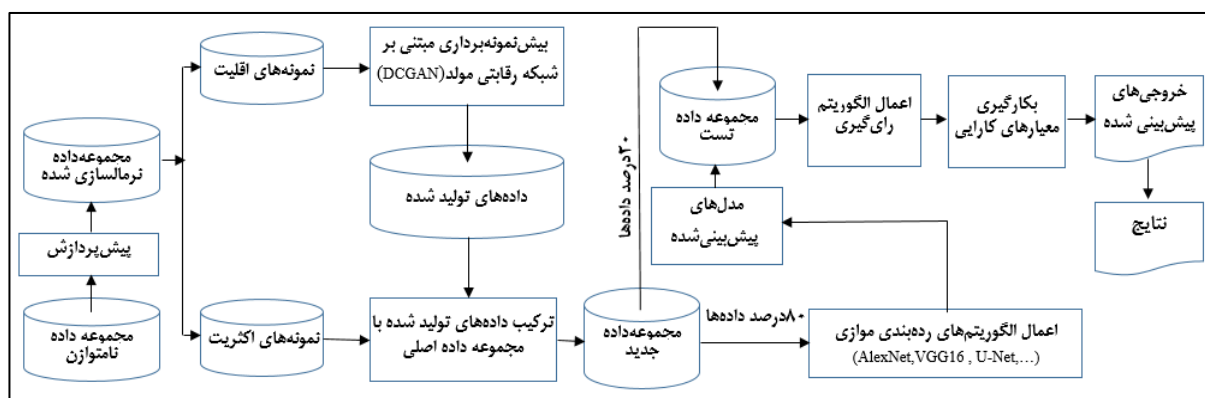 نمونه‌های اقلیت
پیش‌نمونه‌برداری مبتنی بر
شبکه رقابتی مولد(DCGAN)
مجموعه‌داده
نرمالسازی شده
پیش‌پردازش
مجموعه داده
نامتوازن
نمونه‌های اکثریت
داده‌های تولید شده
ترکیب داده‌های تولید شده با
مجموعه داده اصلی
مجموعه‌داده
جدید
۲۰درصد داده‌ها
۸۰درصد داده‌ها
اعمال الگوریتم‌های رده‌بندی موازی
(AlexNet,VGG16 , U-Net,…)
مدل‌های
پیش‌بینی‌شده
مجموعه داده
تست
اعمال الگوریتم
رای‌گیری
بکارگیری
معیارهای کارایی
خروجی‌های
پیش‌بینی شده
نتایج